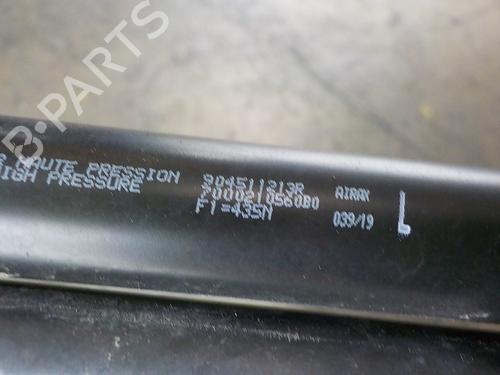 HAUTE PRESSION 904511213R AIRAX
HIGH PRESSURE 039/19 L
F1=435N
B-PARTS